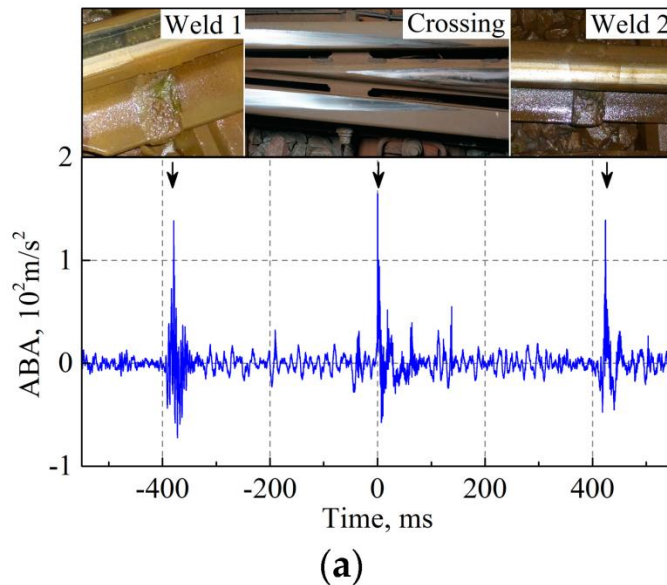 Weld 1
Crossing
Weld 2
2
1
0
-1
ABA, 10²m/s²
-400
-200
0
200
400
Time, ms
(a)